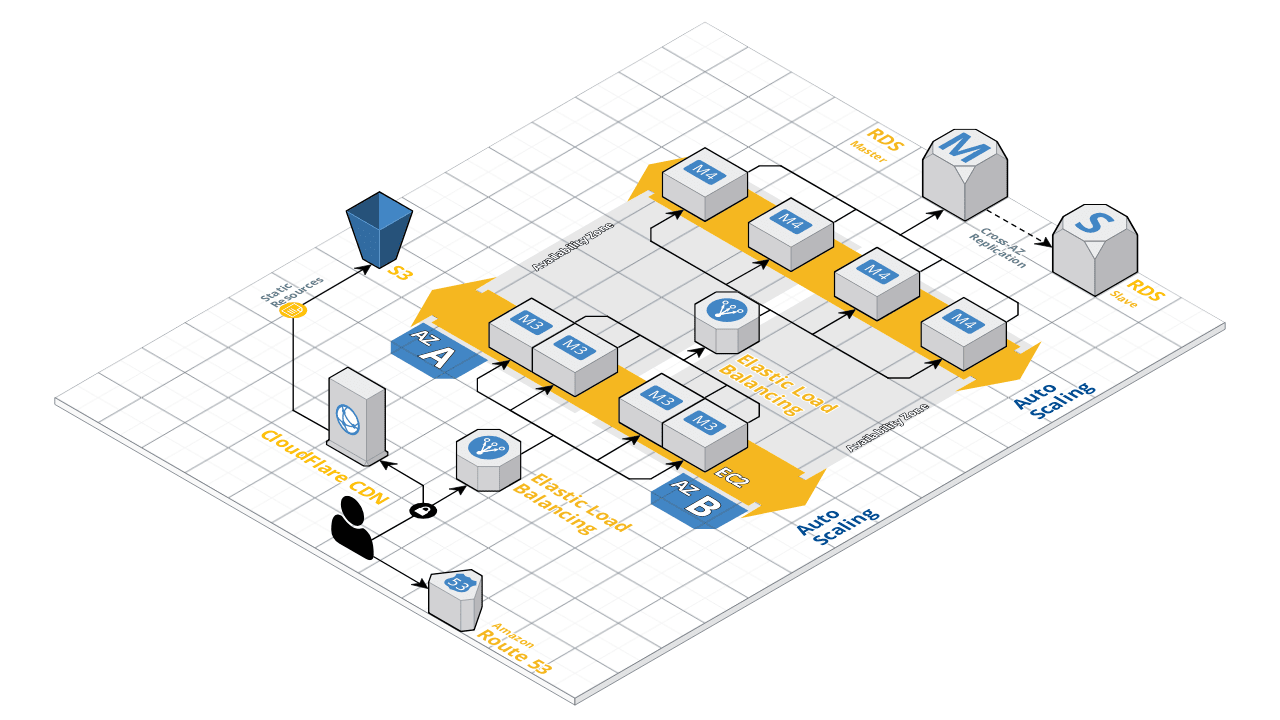 RDS
Master
M
S
Cross-AZ
Replication
RDS
Slave
M4
M4
M4
M4
Availability Zone
Static
Resources
S3
AZ
A
M3
M3
M3
M3
Elastic Load
Balancing
Auto
Scaling
Availability Zone
EC2
AZ
B
Auto
Scaling
CloudFlare CDN
Elastic Load
Balancing
53
Amazon
Route 53